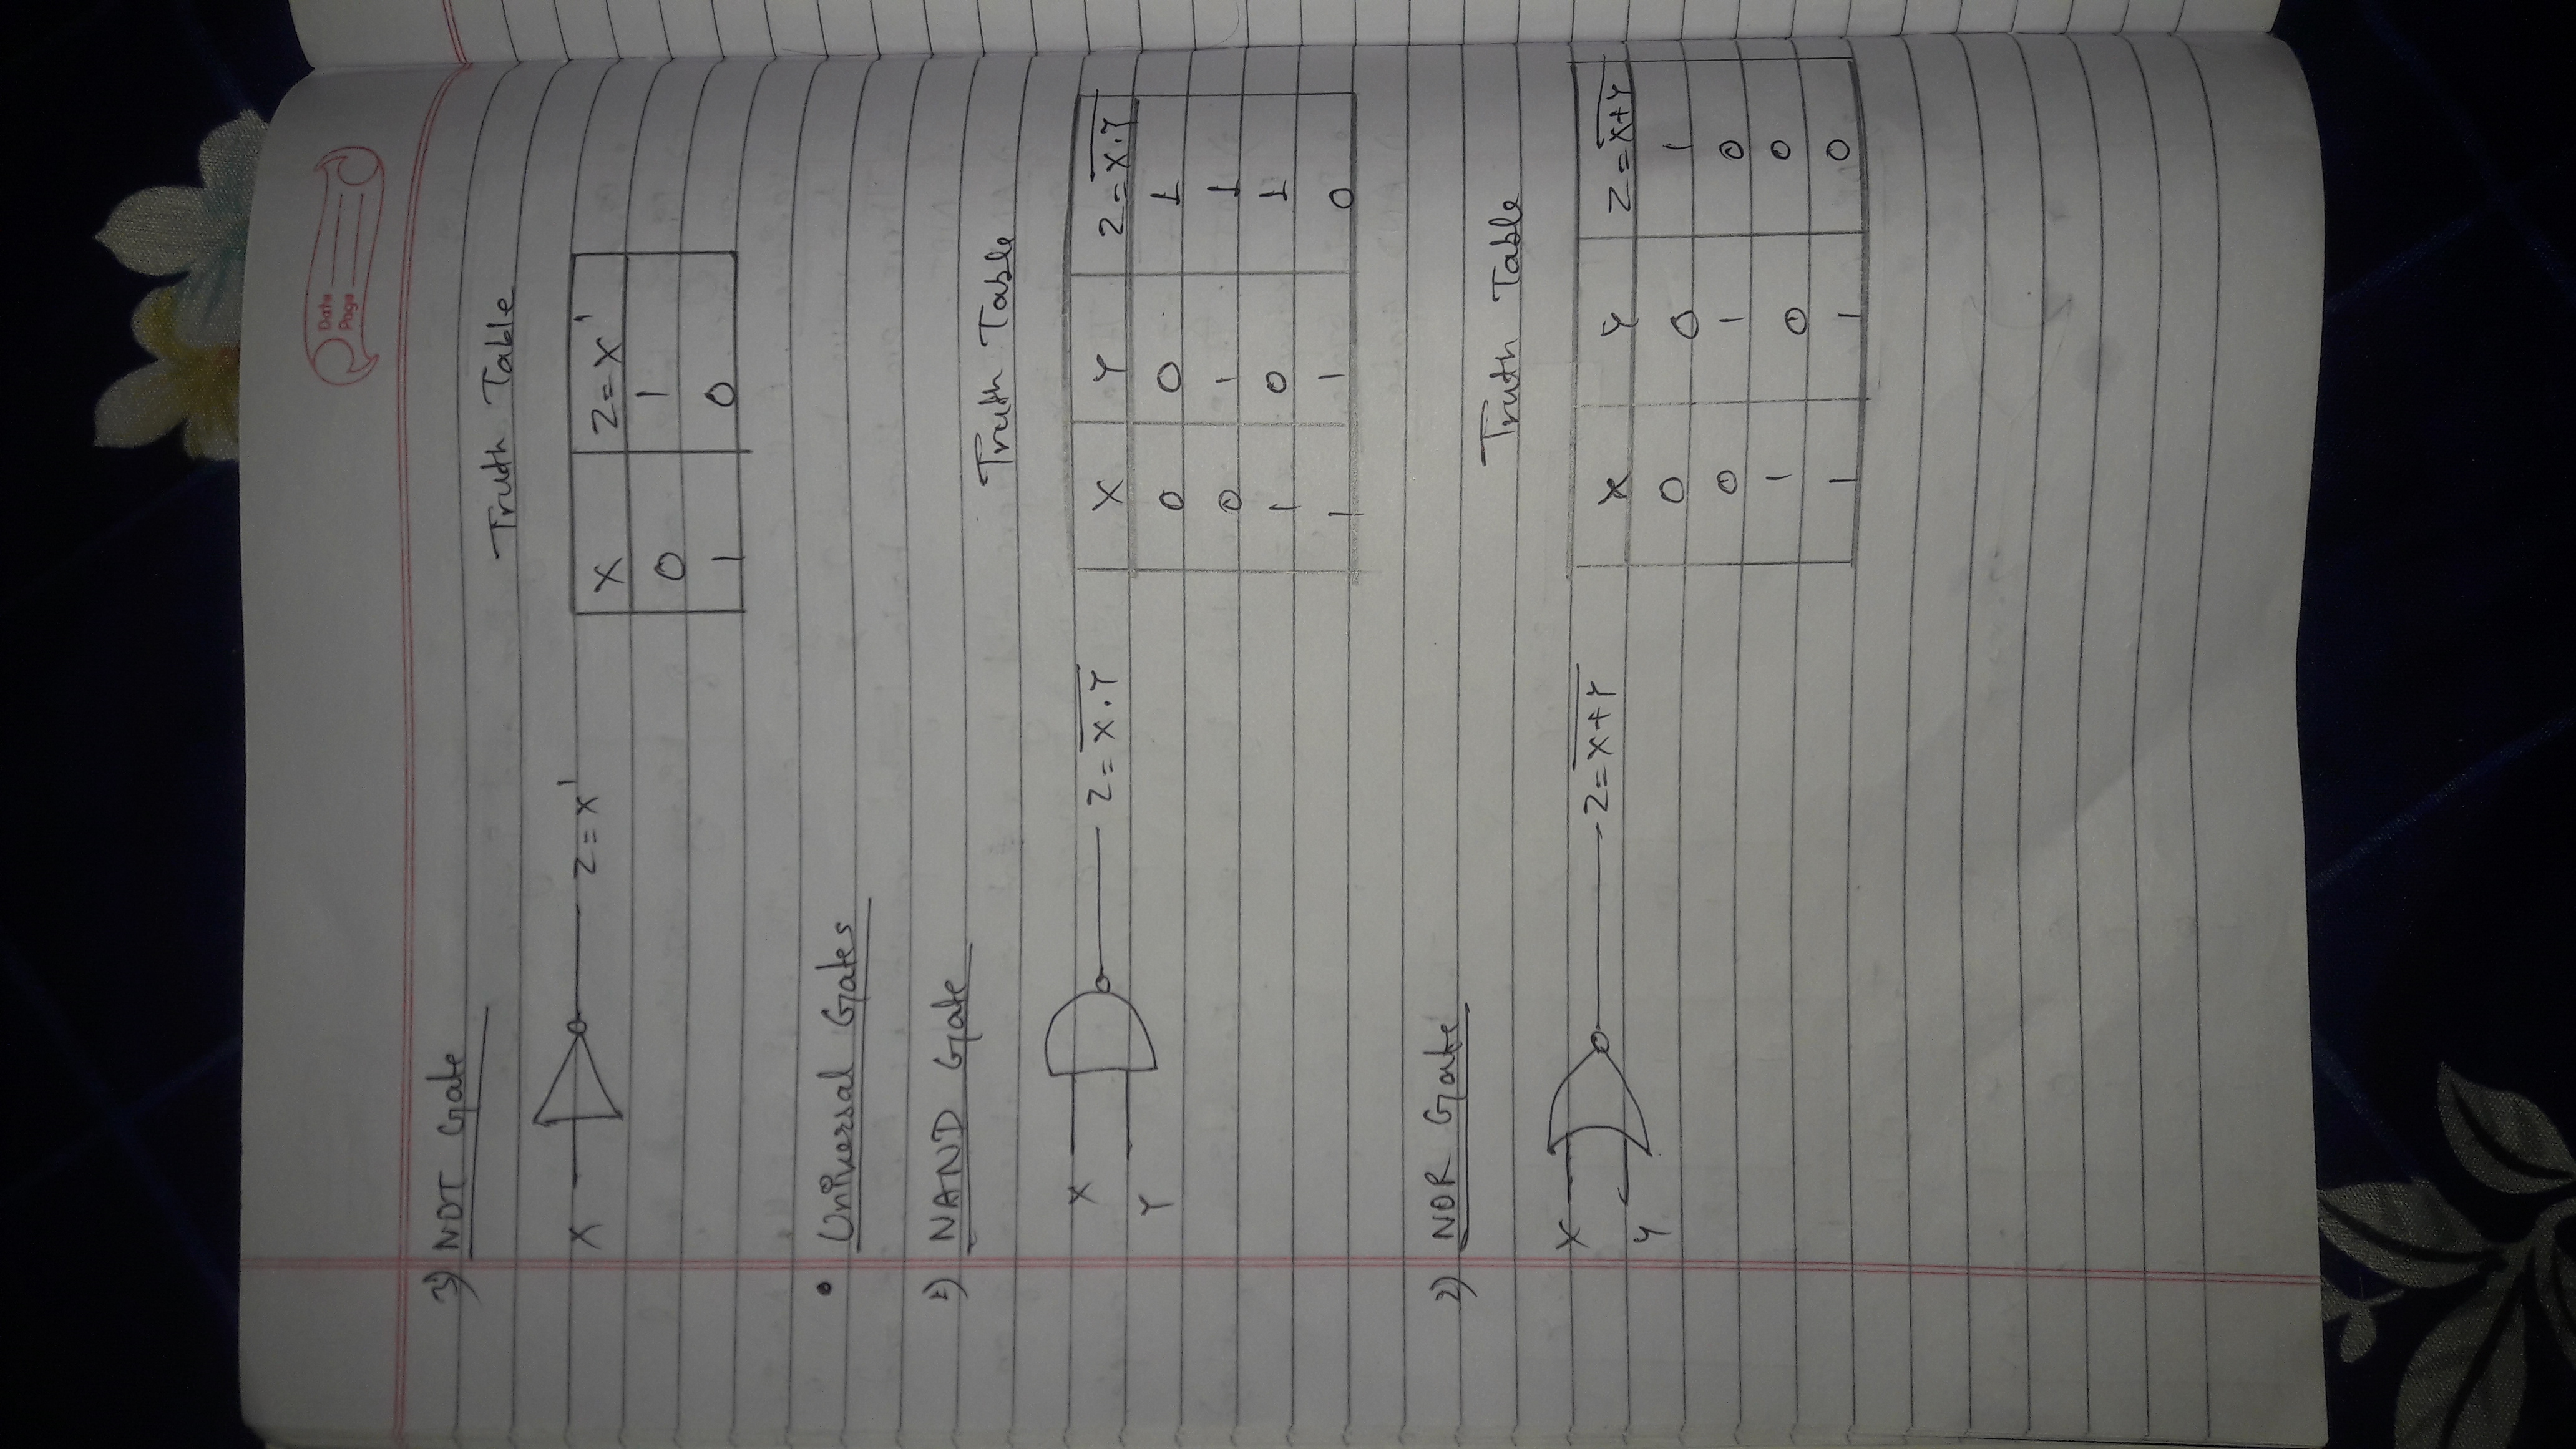 Date
Page
3) NOT Gate
Truth Table
X Z = X'
X Z = X'
0 1
1 0
• Universal Gates
1) NAND Gate
Truth Table
X Y Z = \overline{X.Y}
X
Y
Z = \overline{X.Y}
0 0 1
0 1 1
1 0 1
1 1 0
2) NOR Gate
Truth Table
X
Y
Z = \overline{X+Y}
X Y Z = \overline{X+Y}
0 0 1
0 1 0
1 0 0
1 1 0